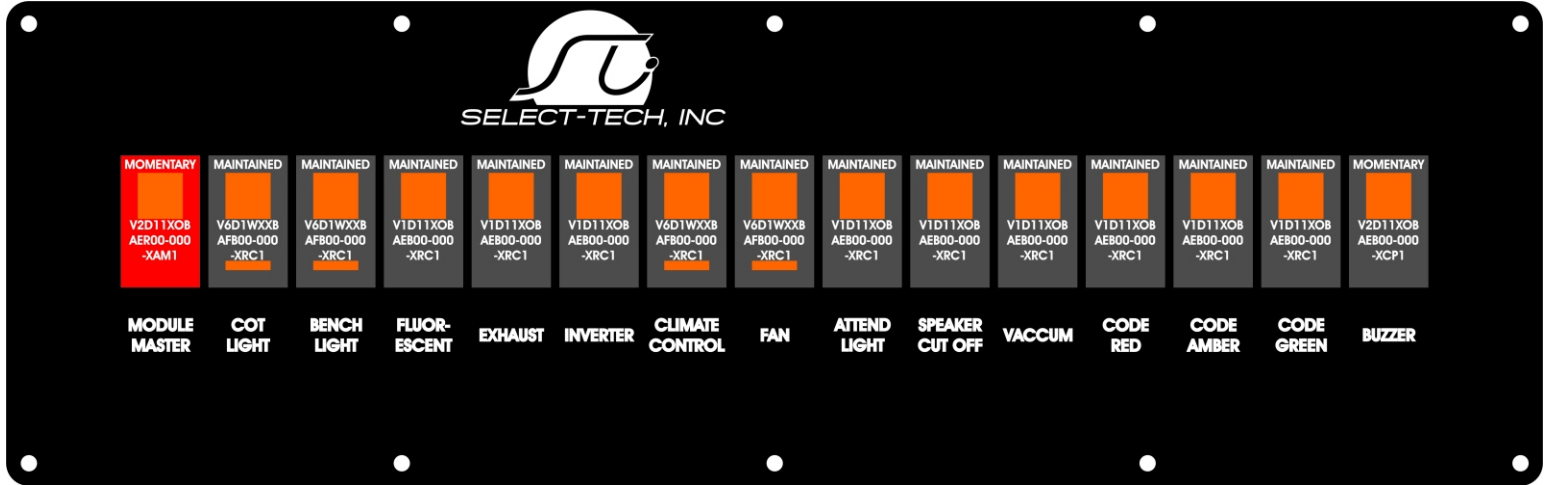 SELECT-TECH, INC
MOMENTARY
V2D11XOB
AER00-000
-XAM1
MODULE
MASTER
MAINTAINED
V6D1WXXB
AFB00-000
-XRC1
COT
LIGHT
MAINTAINED
V6D1WXXB
AFB00-000
-XRC1
BENCH
LIGHT
MAINTAINED
V1D11XOB
AEB00-000
-XRC1
FLUOR-
ESCENT
MAINTAINED
V1D11XOB
AEB00-000
-XRC1
EXHAUST
MAINTAINED
V1D11XOB
AEB00-000
-XRC1
INVERTER
MAINTAINED
V6D1WXXB
AFB00-000
-XRC1
CLIMATE
CONTROL
MAINTAINED
V6D1WXXB
AFB00-000
-XRC1
FAN
MAINTAINED
V1D11XOB
AEB00-000
-XRC1
ATTEND
LIGHT
MAINTAINED
V1D11XOB
AEB00-000
-XRC1
SPEAKER
CUT OFF
MAINTAINED
V1D11XOB
AEB00-000
-XRC1
VACCUM
MAINTAINED
V1D11XOB
AEB00-000
-XRC1
CODE
RED
MAINTAINED
V1D11XOB
AEB00-000
-XRC1
CODE
AMBER
MAINTAINED
V1D11XOB
AEB00-000
-XRC1
CODE
GREEN
MOMENTARY
V2D11XOB
AEB00-000
-XCP1
BUZZER